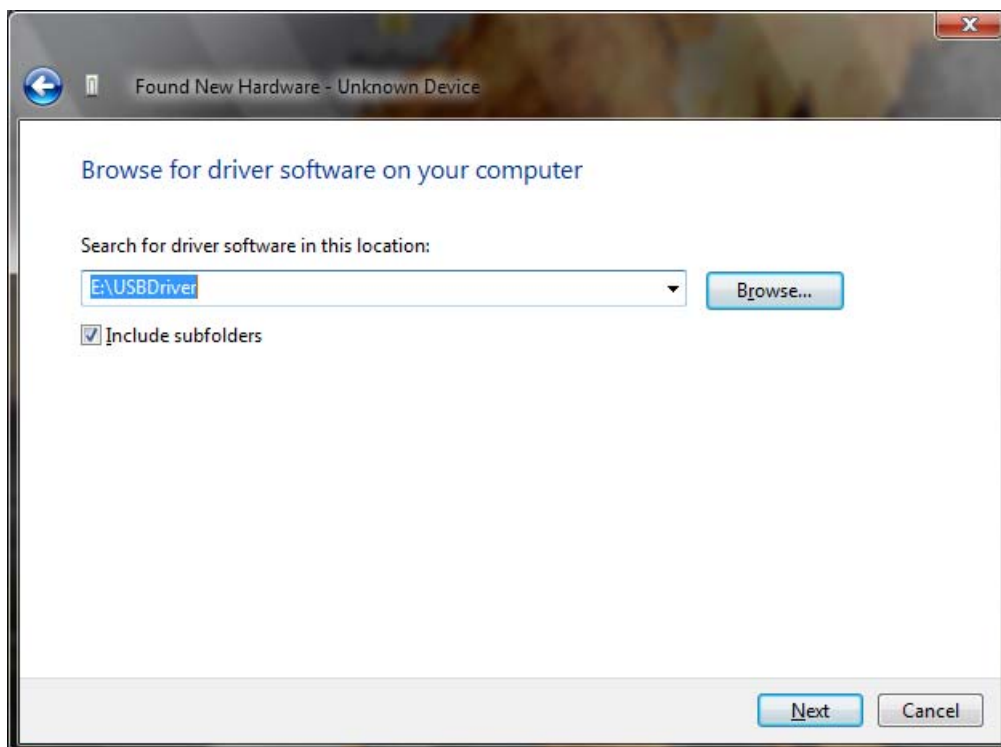 Found New Hardware - Unknown Device
Browse for driver software on your computer
Search for driver software in this location:
E:\USBDriver
Browse...
Include subfolders
Next
Cancel